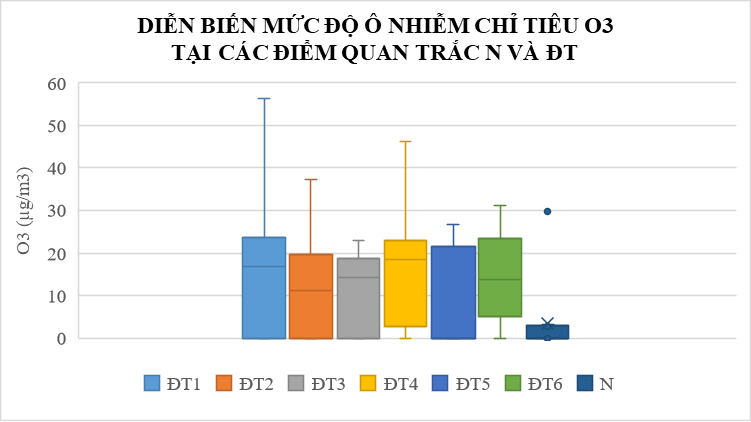 DIỄN BIẾN MỨC ĐỘ Ô NHIỄM CHỈ TIÊU O3
TẠI CÁC ĐIỂM QUAN TRẮC N VÀ ĐT
O3 (µg/m3)
60
50
40
30
20
10
0
ĐT1 ĐT2 ĐT3 ĐT4 ĐT5 ĐT6 N